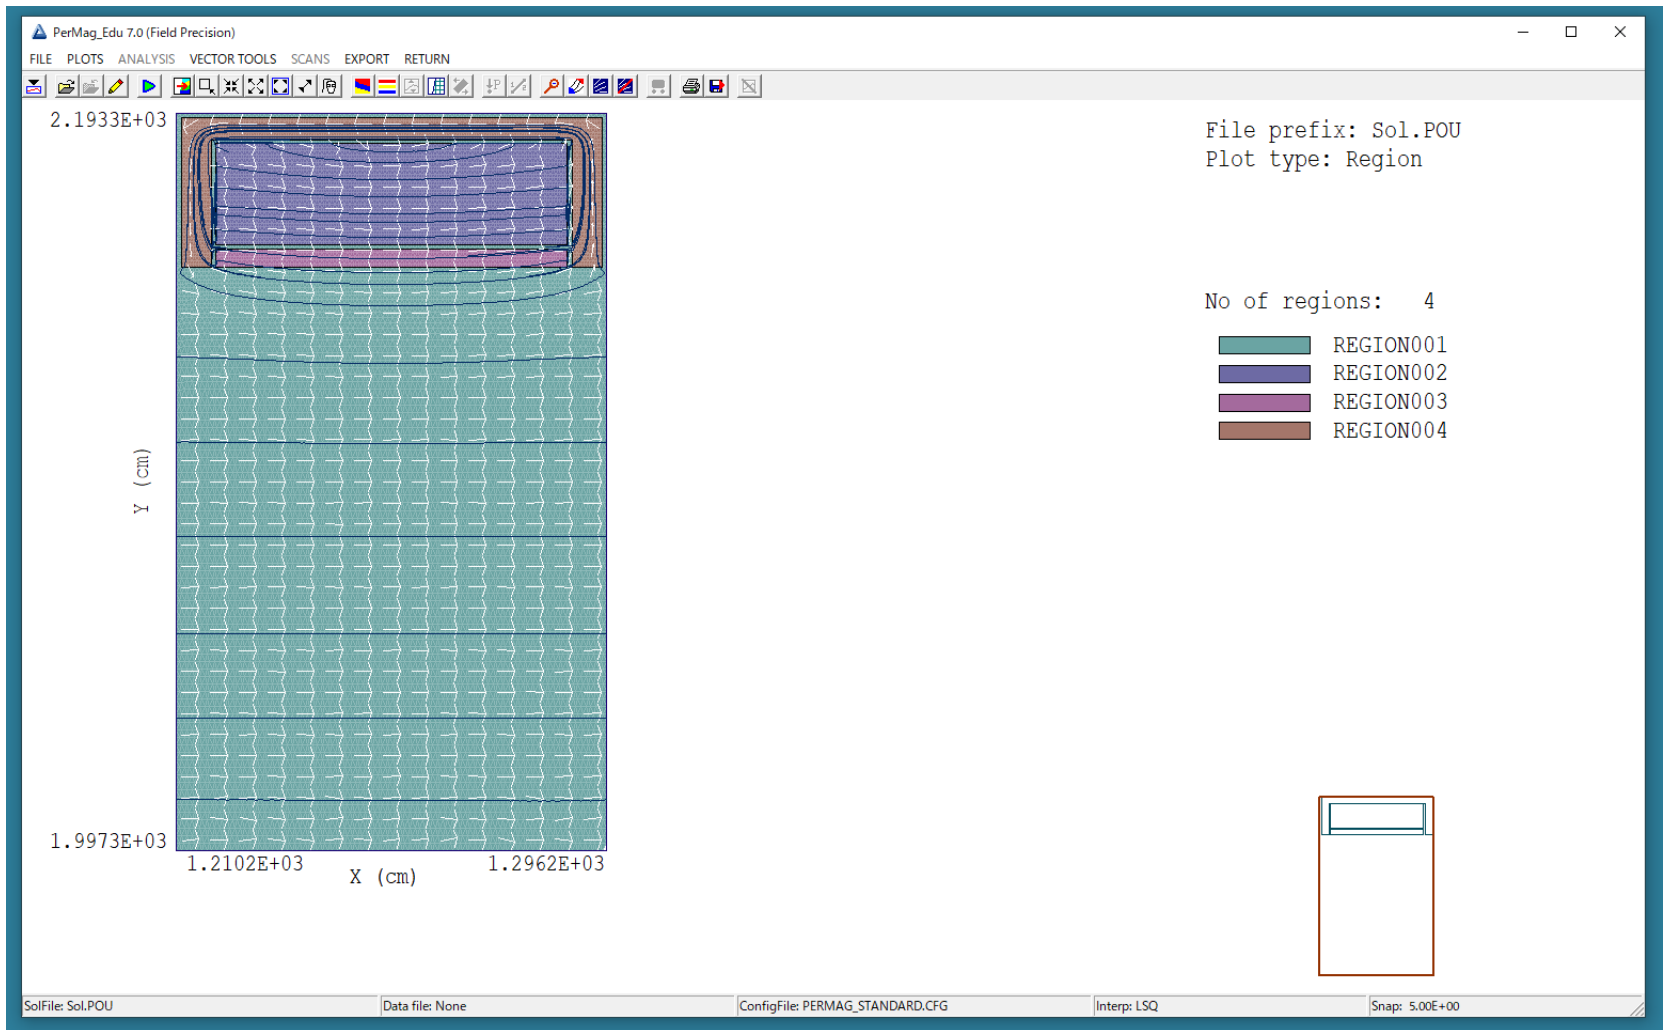 PerMag_Edu 7.0 (Field Precision)
FILE PLOTS ANALYSIS VECTOR TOOLS SCANS EXPORT RETURN
2.1933E+03
File prefix: Sol.POU
Plot type: Region
No of regions: 4
REGION001
REGION002
REGION003
REGION004
Y (cm)
1.9973E+03
1.2102E+03
1.2962E+03
X (cm)
SolFile: Sol.POU
Data file: None
ConfigFile: PERMAG_STANDARD.CFG
Interp: LSQ
Snap: 5.00E+00